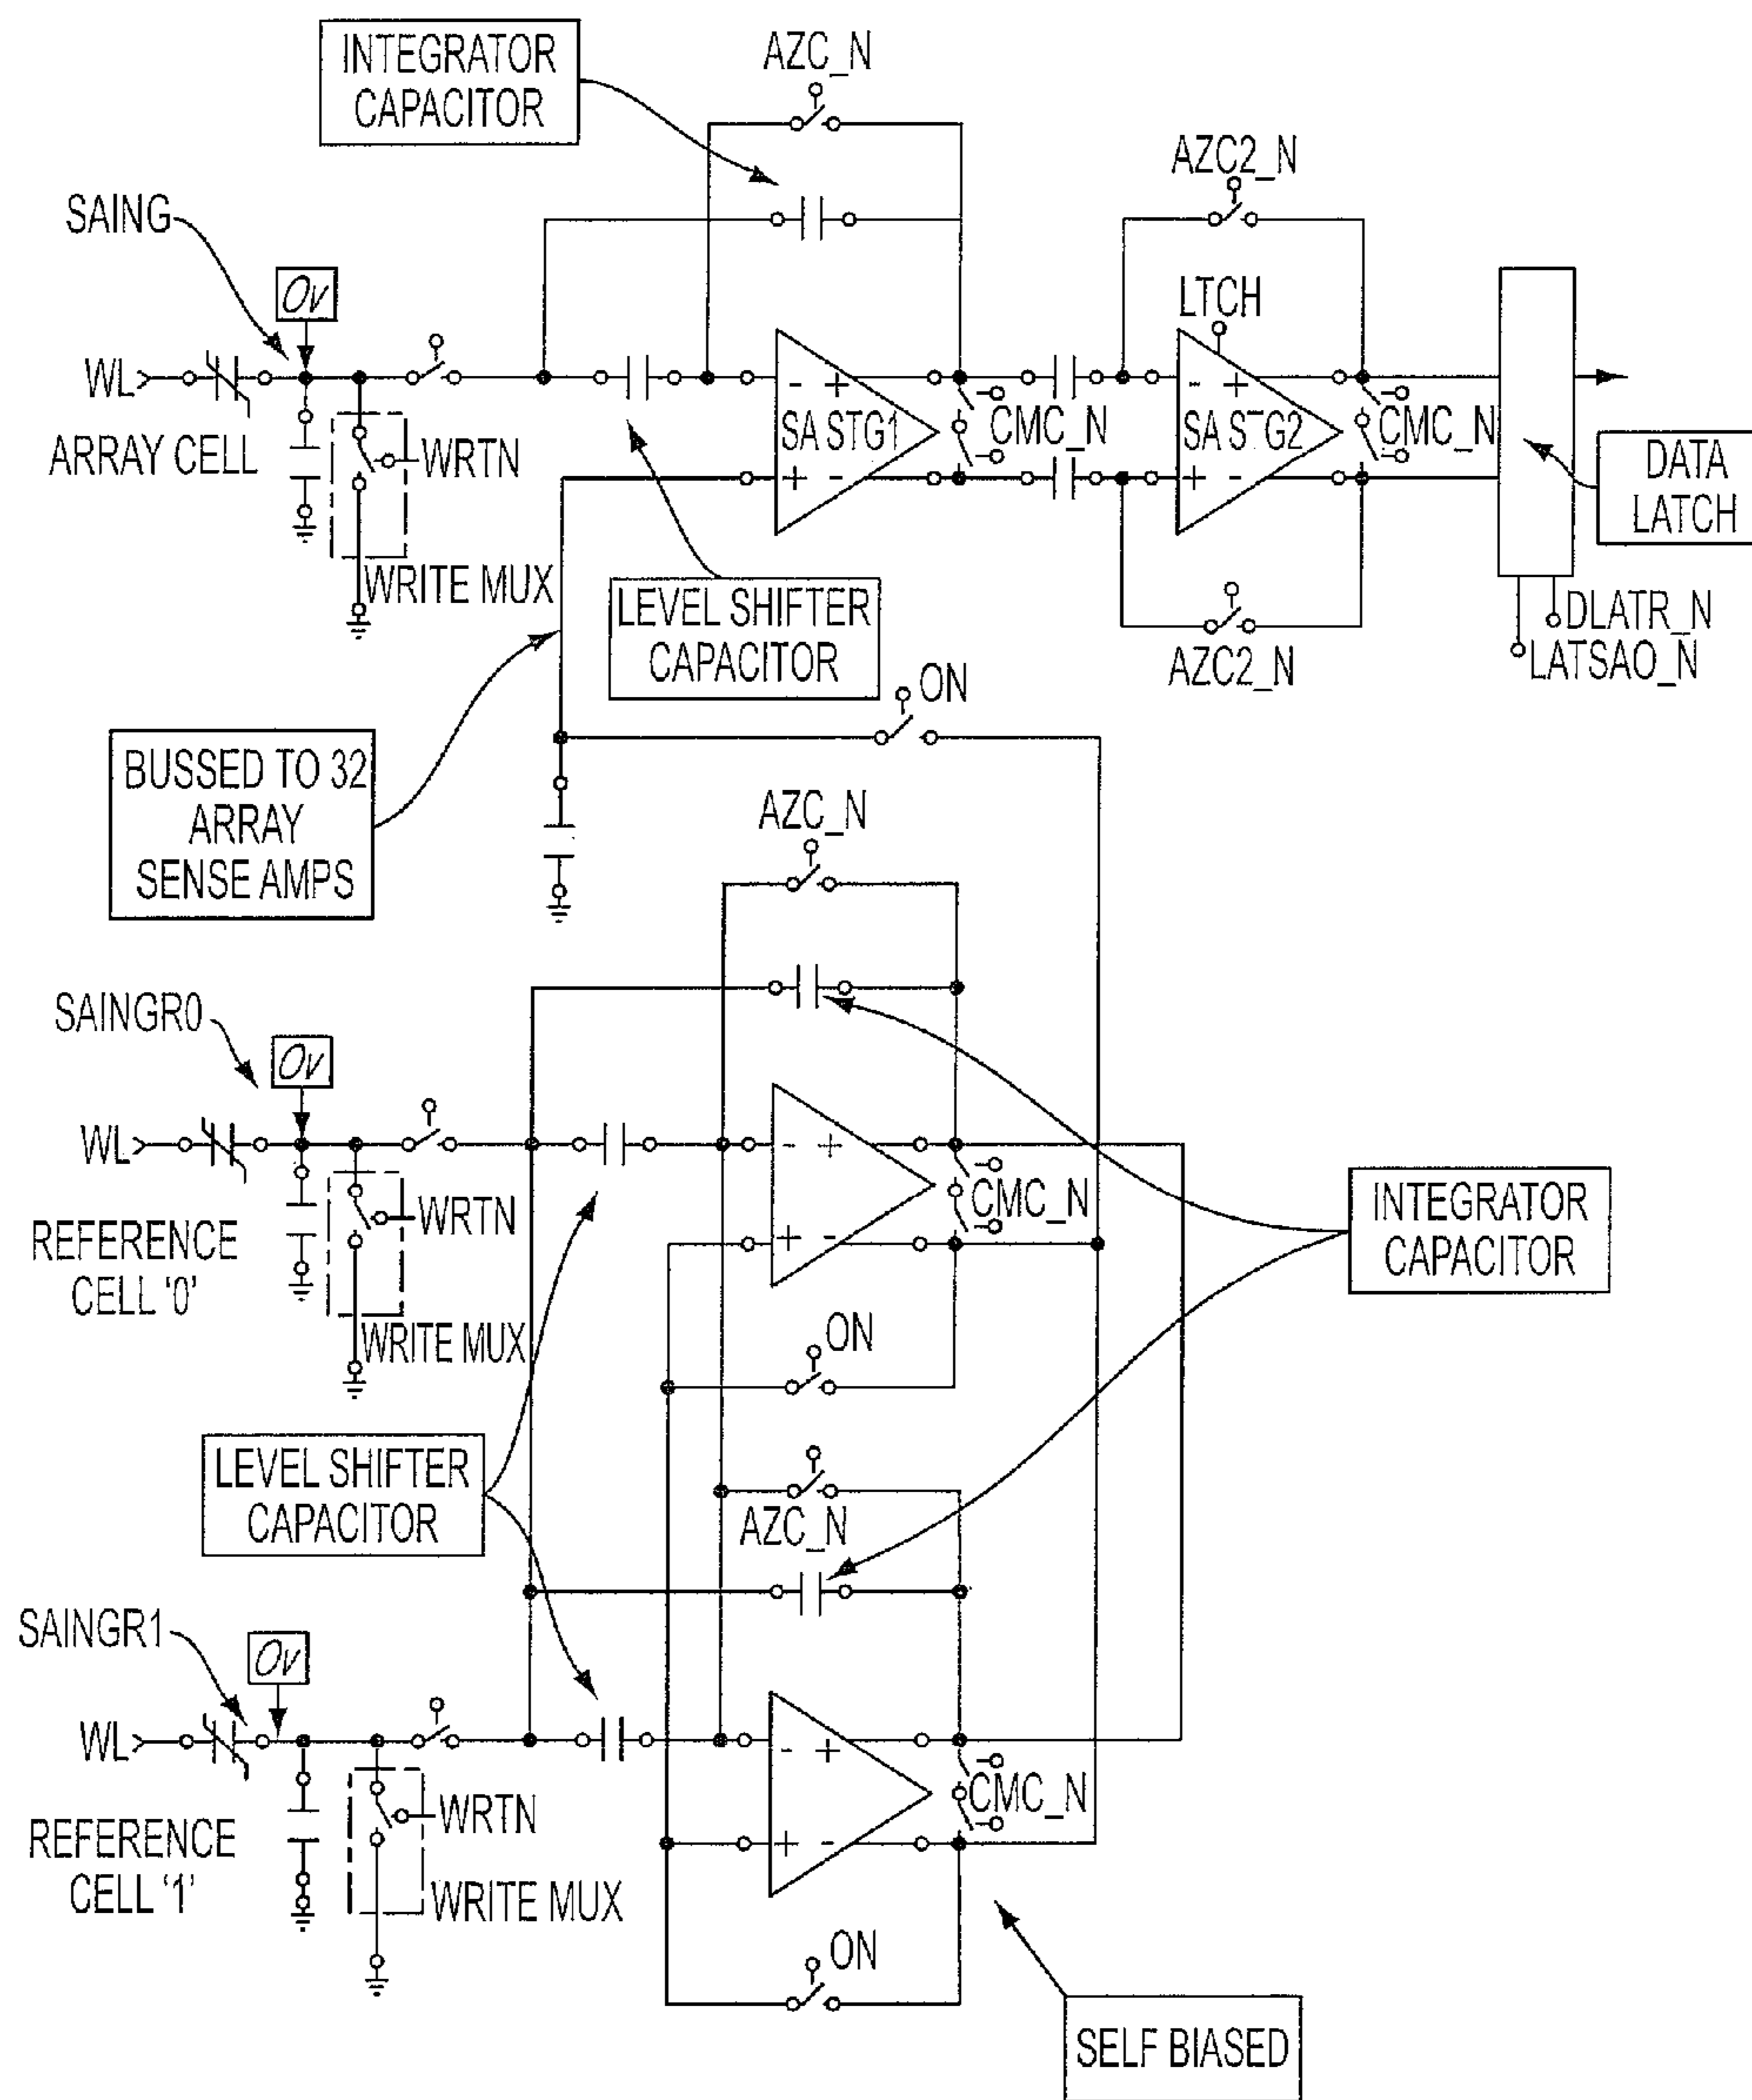 INTEGRATOR
CAPACITOR
AZC_N
AZC2_N
SAING
0v
LTCH
WL
- +
SA STG1
+ -
CMC_N
- +
SA STG2
+ -
CMC_N
ARRAY CELL
WRTN
DATA
LATCH
WRITE MUX
LEVEL SHIFTER
CAPACITOR
AZC2_N
DLATR_N
LATSAO_N
ON
BUSSED TO 32
ARRAY
SENSE AMPS
AZC_N
SAINGR0
0v
WL
- +
+ -
CMC_N
WRTN
REFERENCE
CELL '0'
WRITE MUX
INTEGRATOR
CAPACITOR
ON
LEVEL SHIFTER
CAPACITOR
AZC_N
SAINGR1
0v
WL
- +
+ -
CMC_N
WRTN
REFERENCE
CELL '1'
WRITE MUX
ON
SELF BIASED